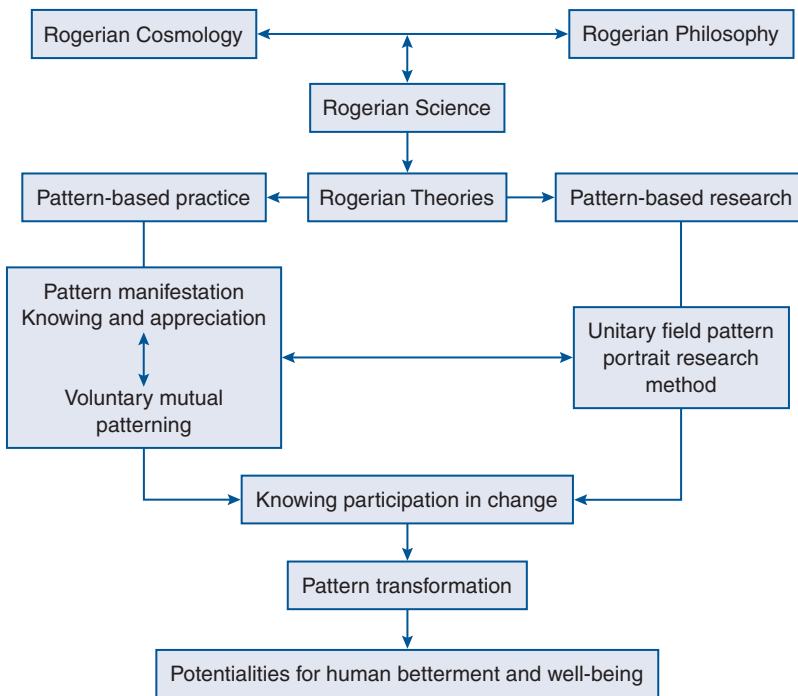 Rogerian Cosmology
Rogerian Philosophy
Rogerian Science
Pattern-based practice
Rogerian Theories
Pattern-based research
Pattern manifestation
Knowing and appreciation
Voluntary mutual
patterning
Unitary field pattern
portrait research
method
Knowing participation in change
Pattern transformation
Potentialities for human betterment and well-being